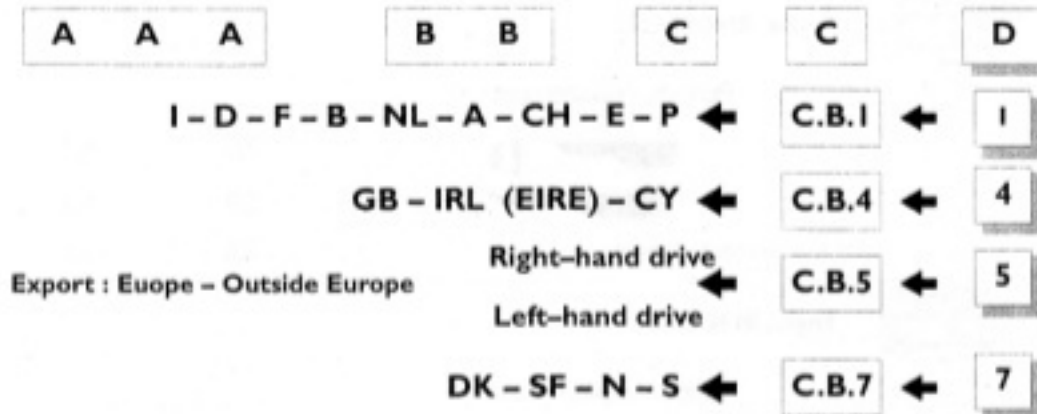 A A A B B C C D
I – D – F – B – NL – A – CH – E – P C.B.1 1
GB – IRL (EIRE) – CY C.B.4 4
Right–hand drive
Export : Euope – Outside Europe C.B.5 5
Left–hand drive
DK – SF – N – S C.B.7 7